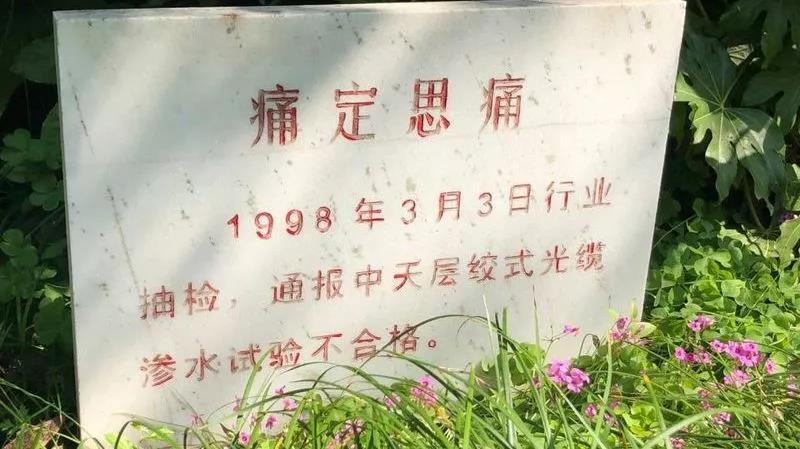 痛定思痛
1998年3月3日行业
抽检，通报中天层绞式光缆
渗水试验不合格。